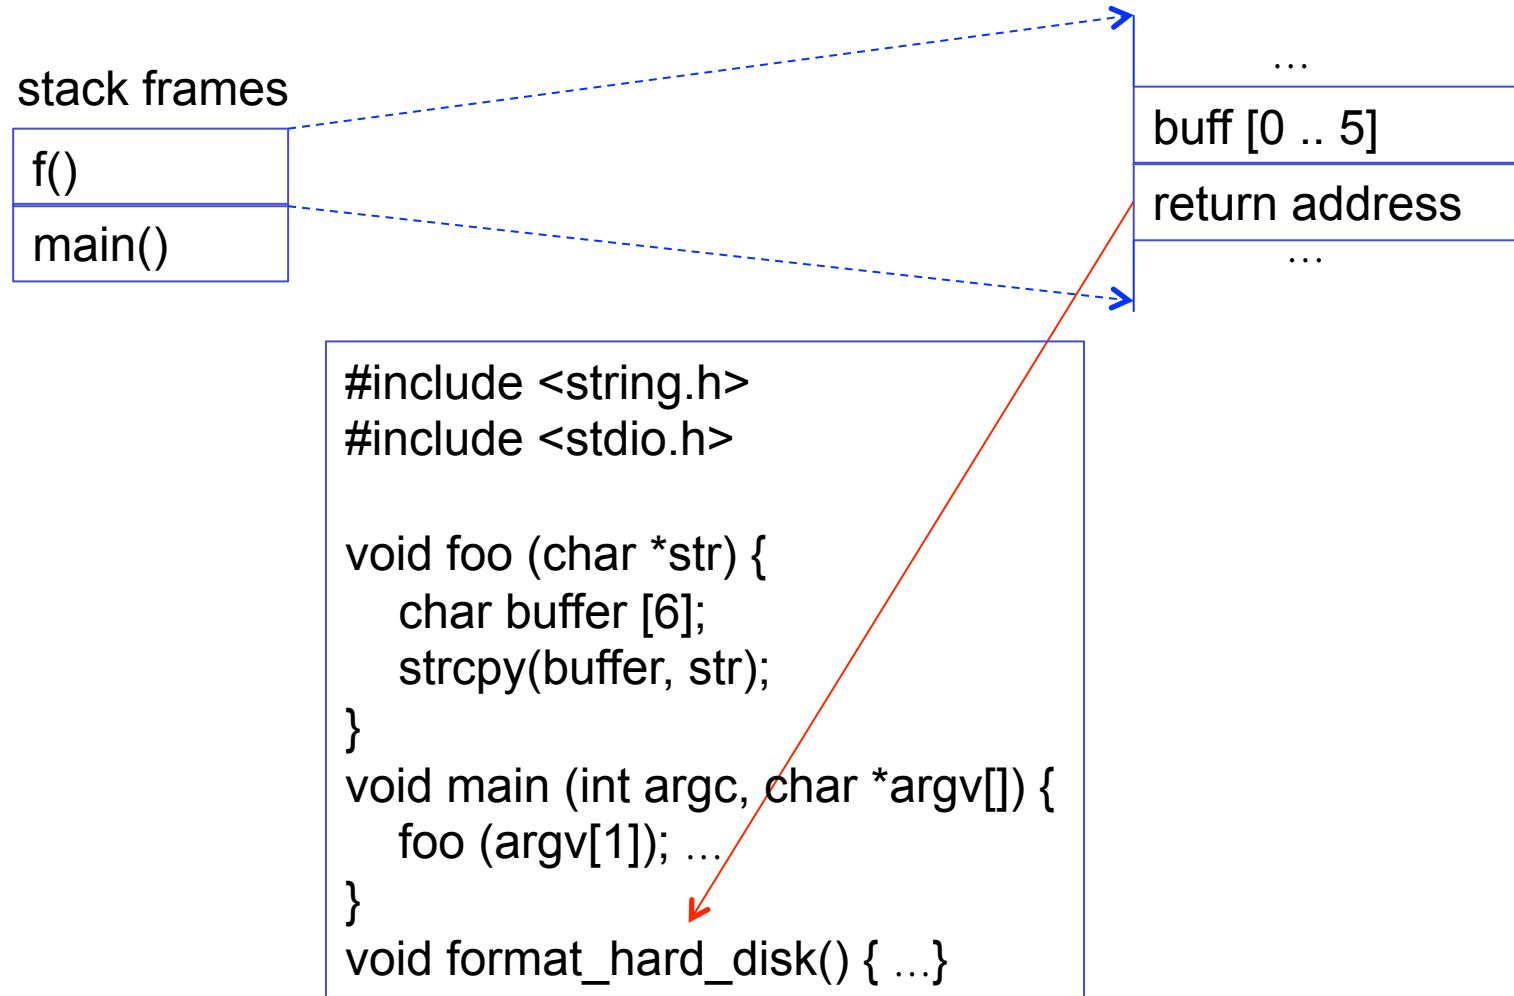 stack frames
f()
main()
…
buff [0 .. 5]
return address
…
#include <string.h>
#include <stdio.h>
void foo (char *str) {
char buffer [6];
strcpy(buffer, str);
}
void main (int argc, char *argv[]) {
foo (argv[1]); …
}
void format_hard_disk() { …}